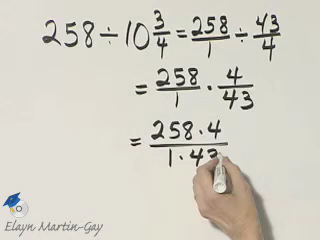 258 ÷ 10 3/4 = 258/1 ÷ 43/4
= 258/1 · 4/43
= 258·4/1·43
Elayn Martin-Gay